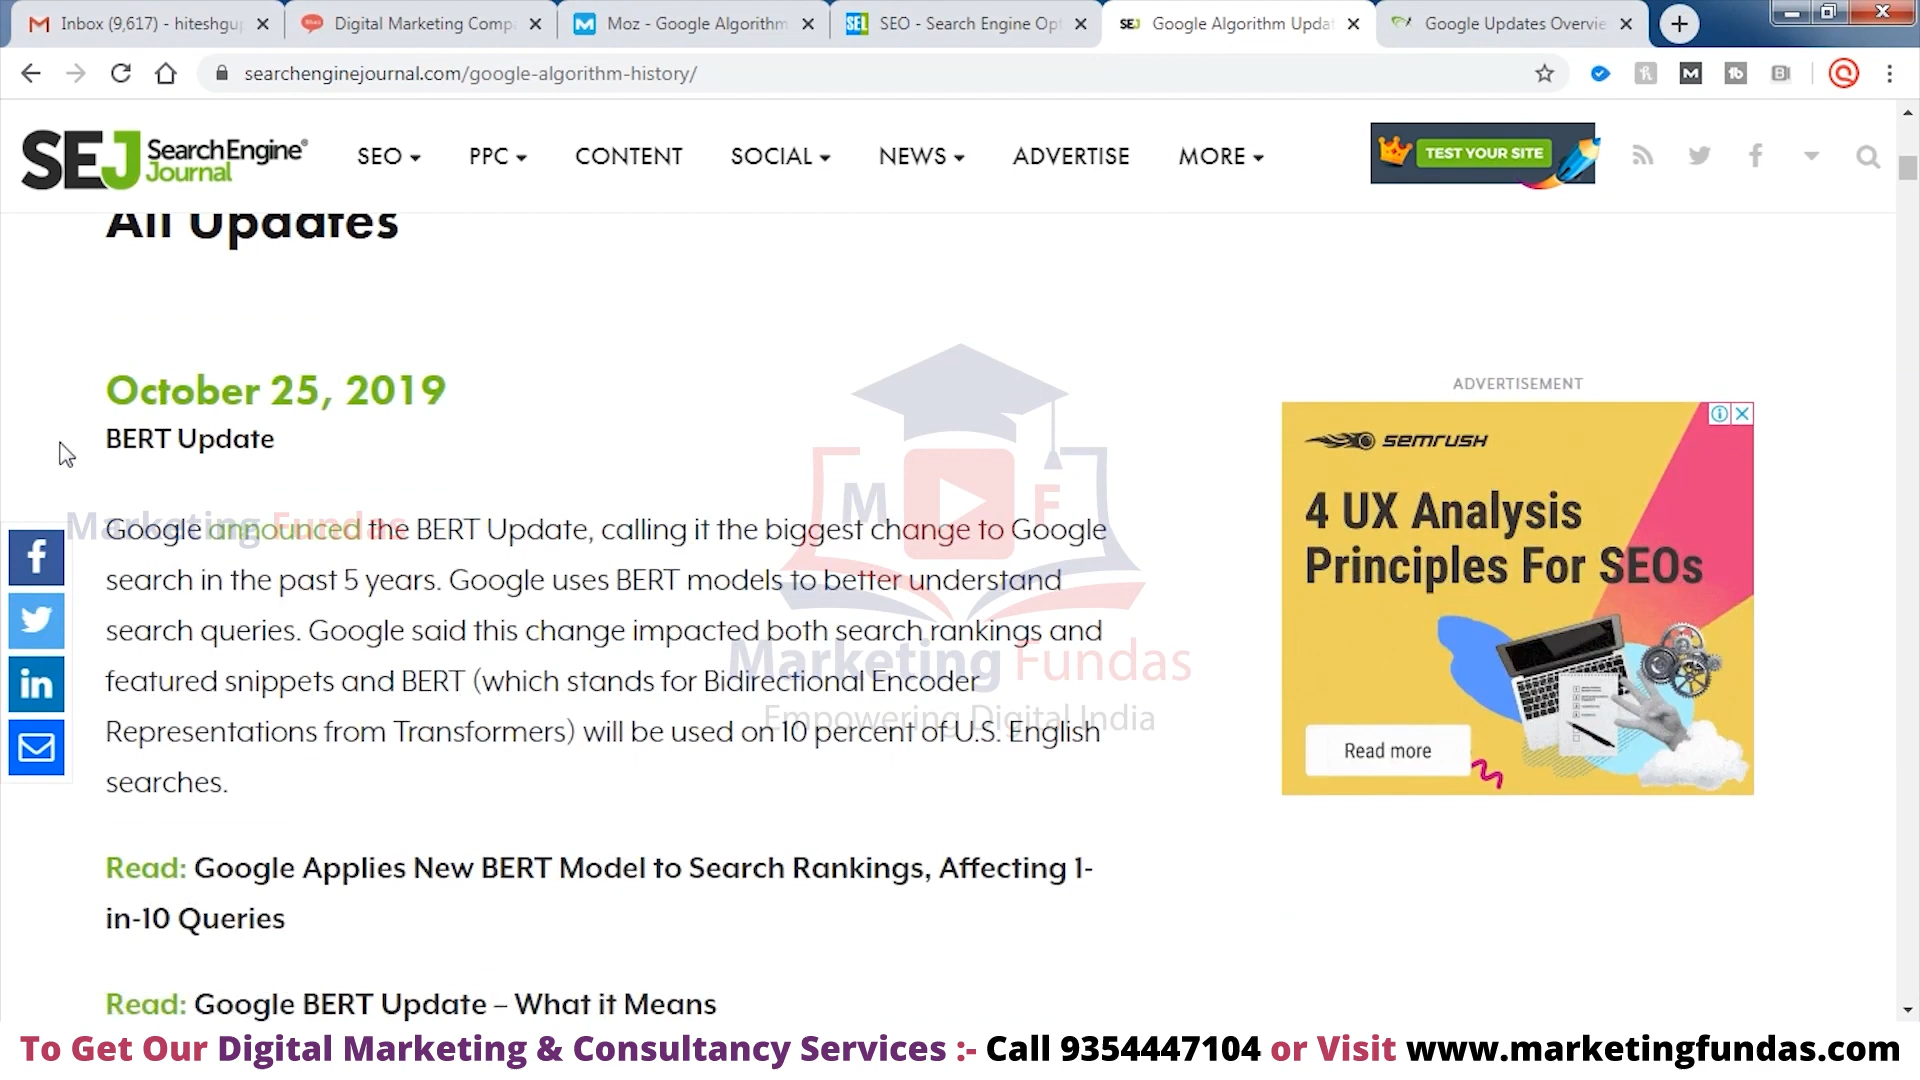 Inbox (9,617) - hiteshgup
Digital Marketing Compa
Moz - Google Algorithm
SEO - Search Engine Opt
Google Algorithm Updat
Google Updates Overvie
searchenginejournal.com/google-algorithm-history/
SEJ Search Engine Journal
SEO
PPC
CONTENT
SOCIAL
NEWS
ADVERTISE
MORE
TEST YOUR SITE
All Updates
October 25, 2019
BERT Update
Marketing Fundas
Google announced the BERT Update, calling it the biggest change to Google
search in the past 5 years. Google uses BERT models to better understand
search queries. Google said this change impacted both search rankings and
featured snippets and BERT (which stands for Bidirectional Encoder
Representations from Transformers) will be used on 10 percent of U.S. English
searches.
Read: Google Applies New BERT Model to Search Rankings, Affecting 1-
in-10 Queries
Read: Google BERT Update – What it Means
M F
Marketing Fundas
Empowering Digital India
ADVERTISEMENT
SEMRUSH
4 UX Analysis
Principles For SEOs
Read more
To Get Our Digital Marketing & Consultancy Services :- Call 9354447104 or Visit www.marketingfundas.com